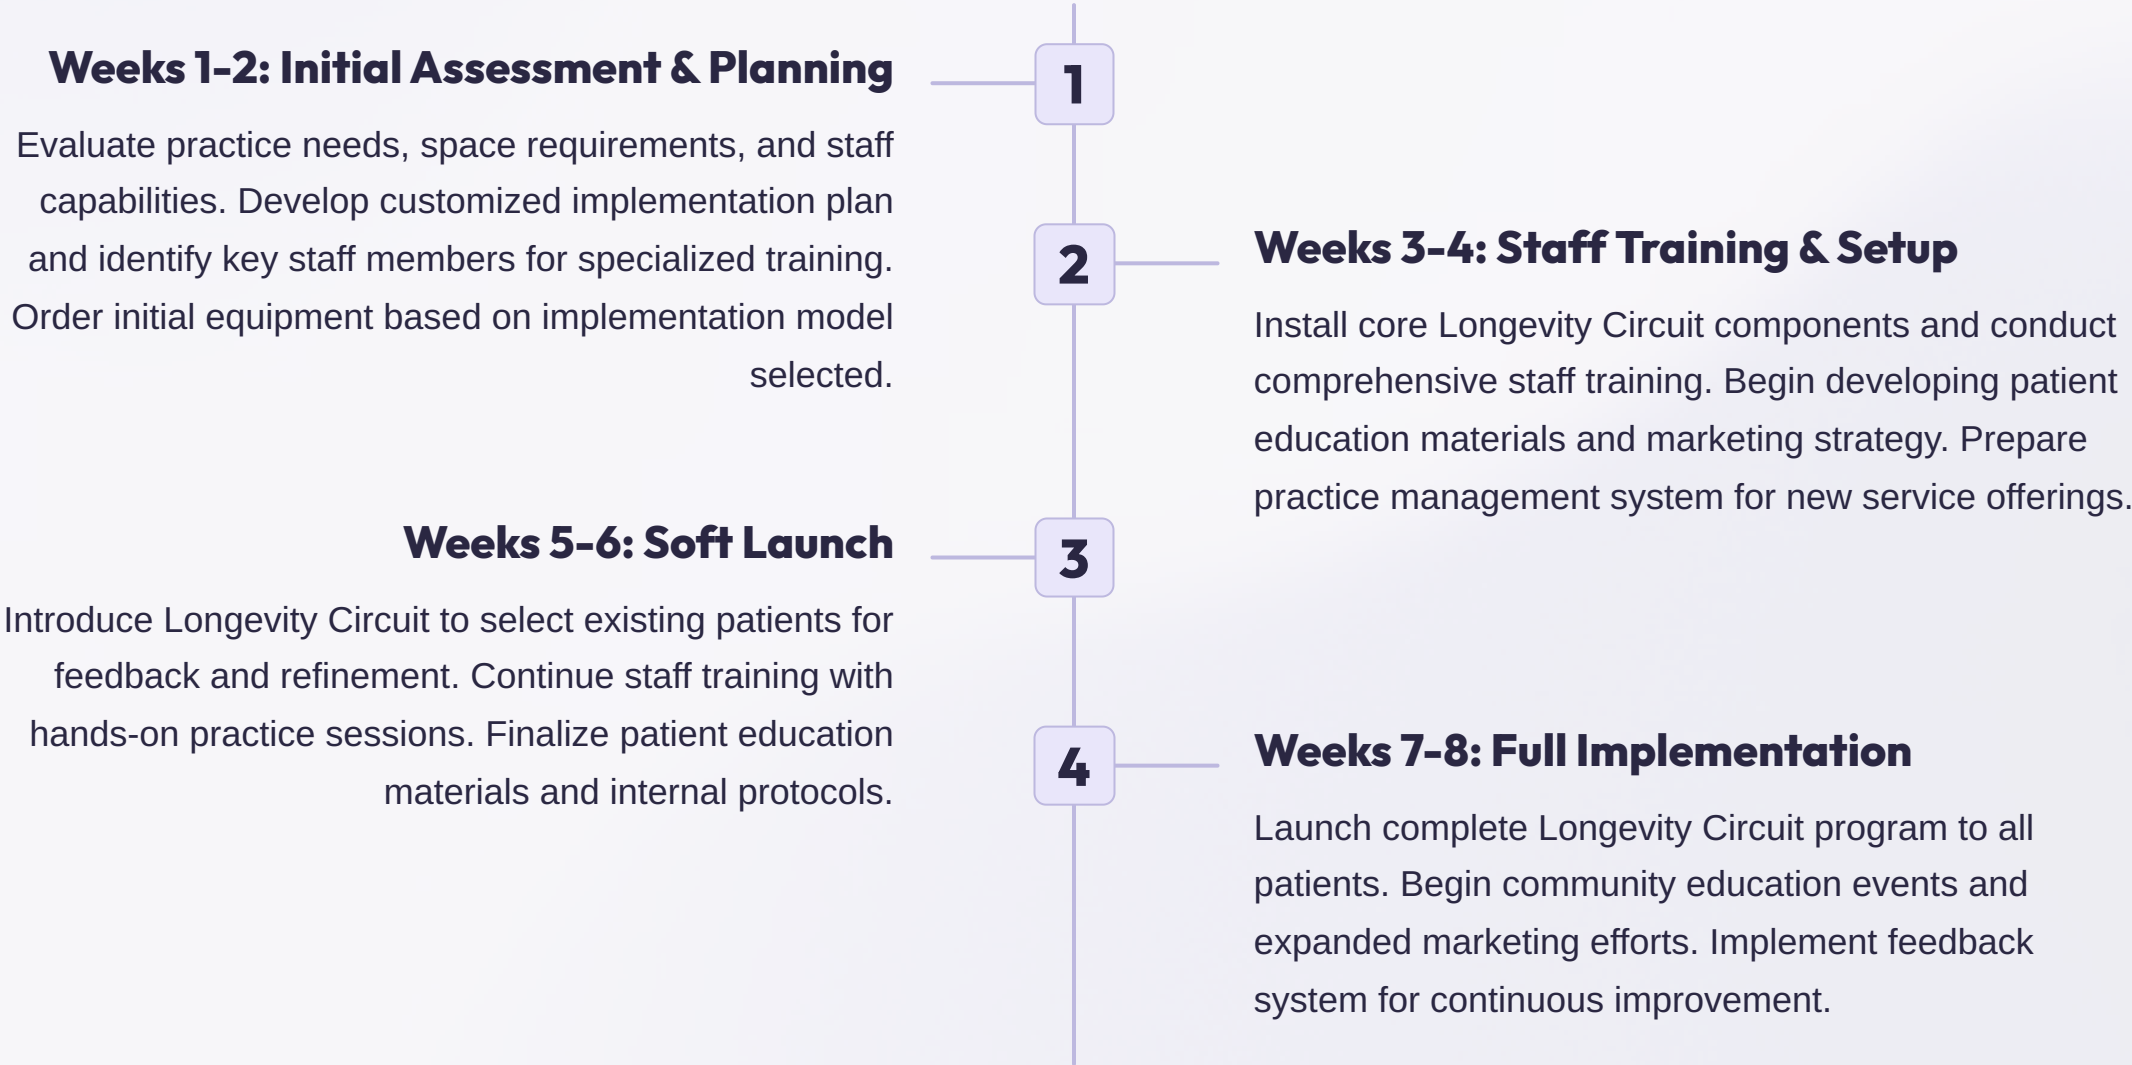 1
Weeks 1-2: Initial Assessment & Planning
Evaluate practice needs, space requirements, and staff
capabilities. Develop customized implementation plan
and identify key staff members for specialized training.
Order initial equipment based on implementation model
selected.
2
Weeks 3-4: Staff Training & Setup
Install core Longevity Circuit components and conduct
comprehensive staff training. Begin developing patient
education materials and marketing strategy. Prepare
practice management system for new service offerings.
3
Weeks 5-6: Soft Launch
Introduce Longevity Circuit to select existing patients for
feedback and refinement. Continue staff training with
hands-on practice sessions. Finalize patient education
materials and internal protocols.
4
Weeks 7-8: Full Implementation
Launch complete Longevity Circuit program to all
patients. Begin community education events and
expanded marketing efforts. Implement feedback
system for continuous improvement.